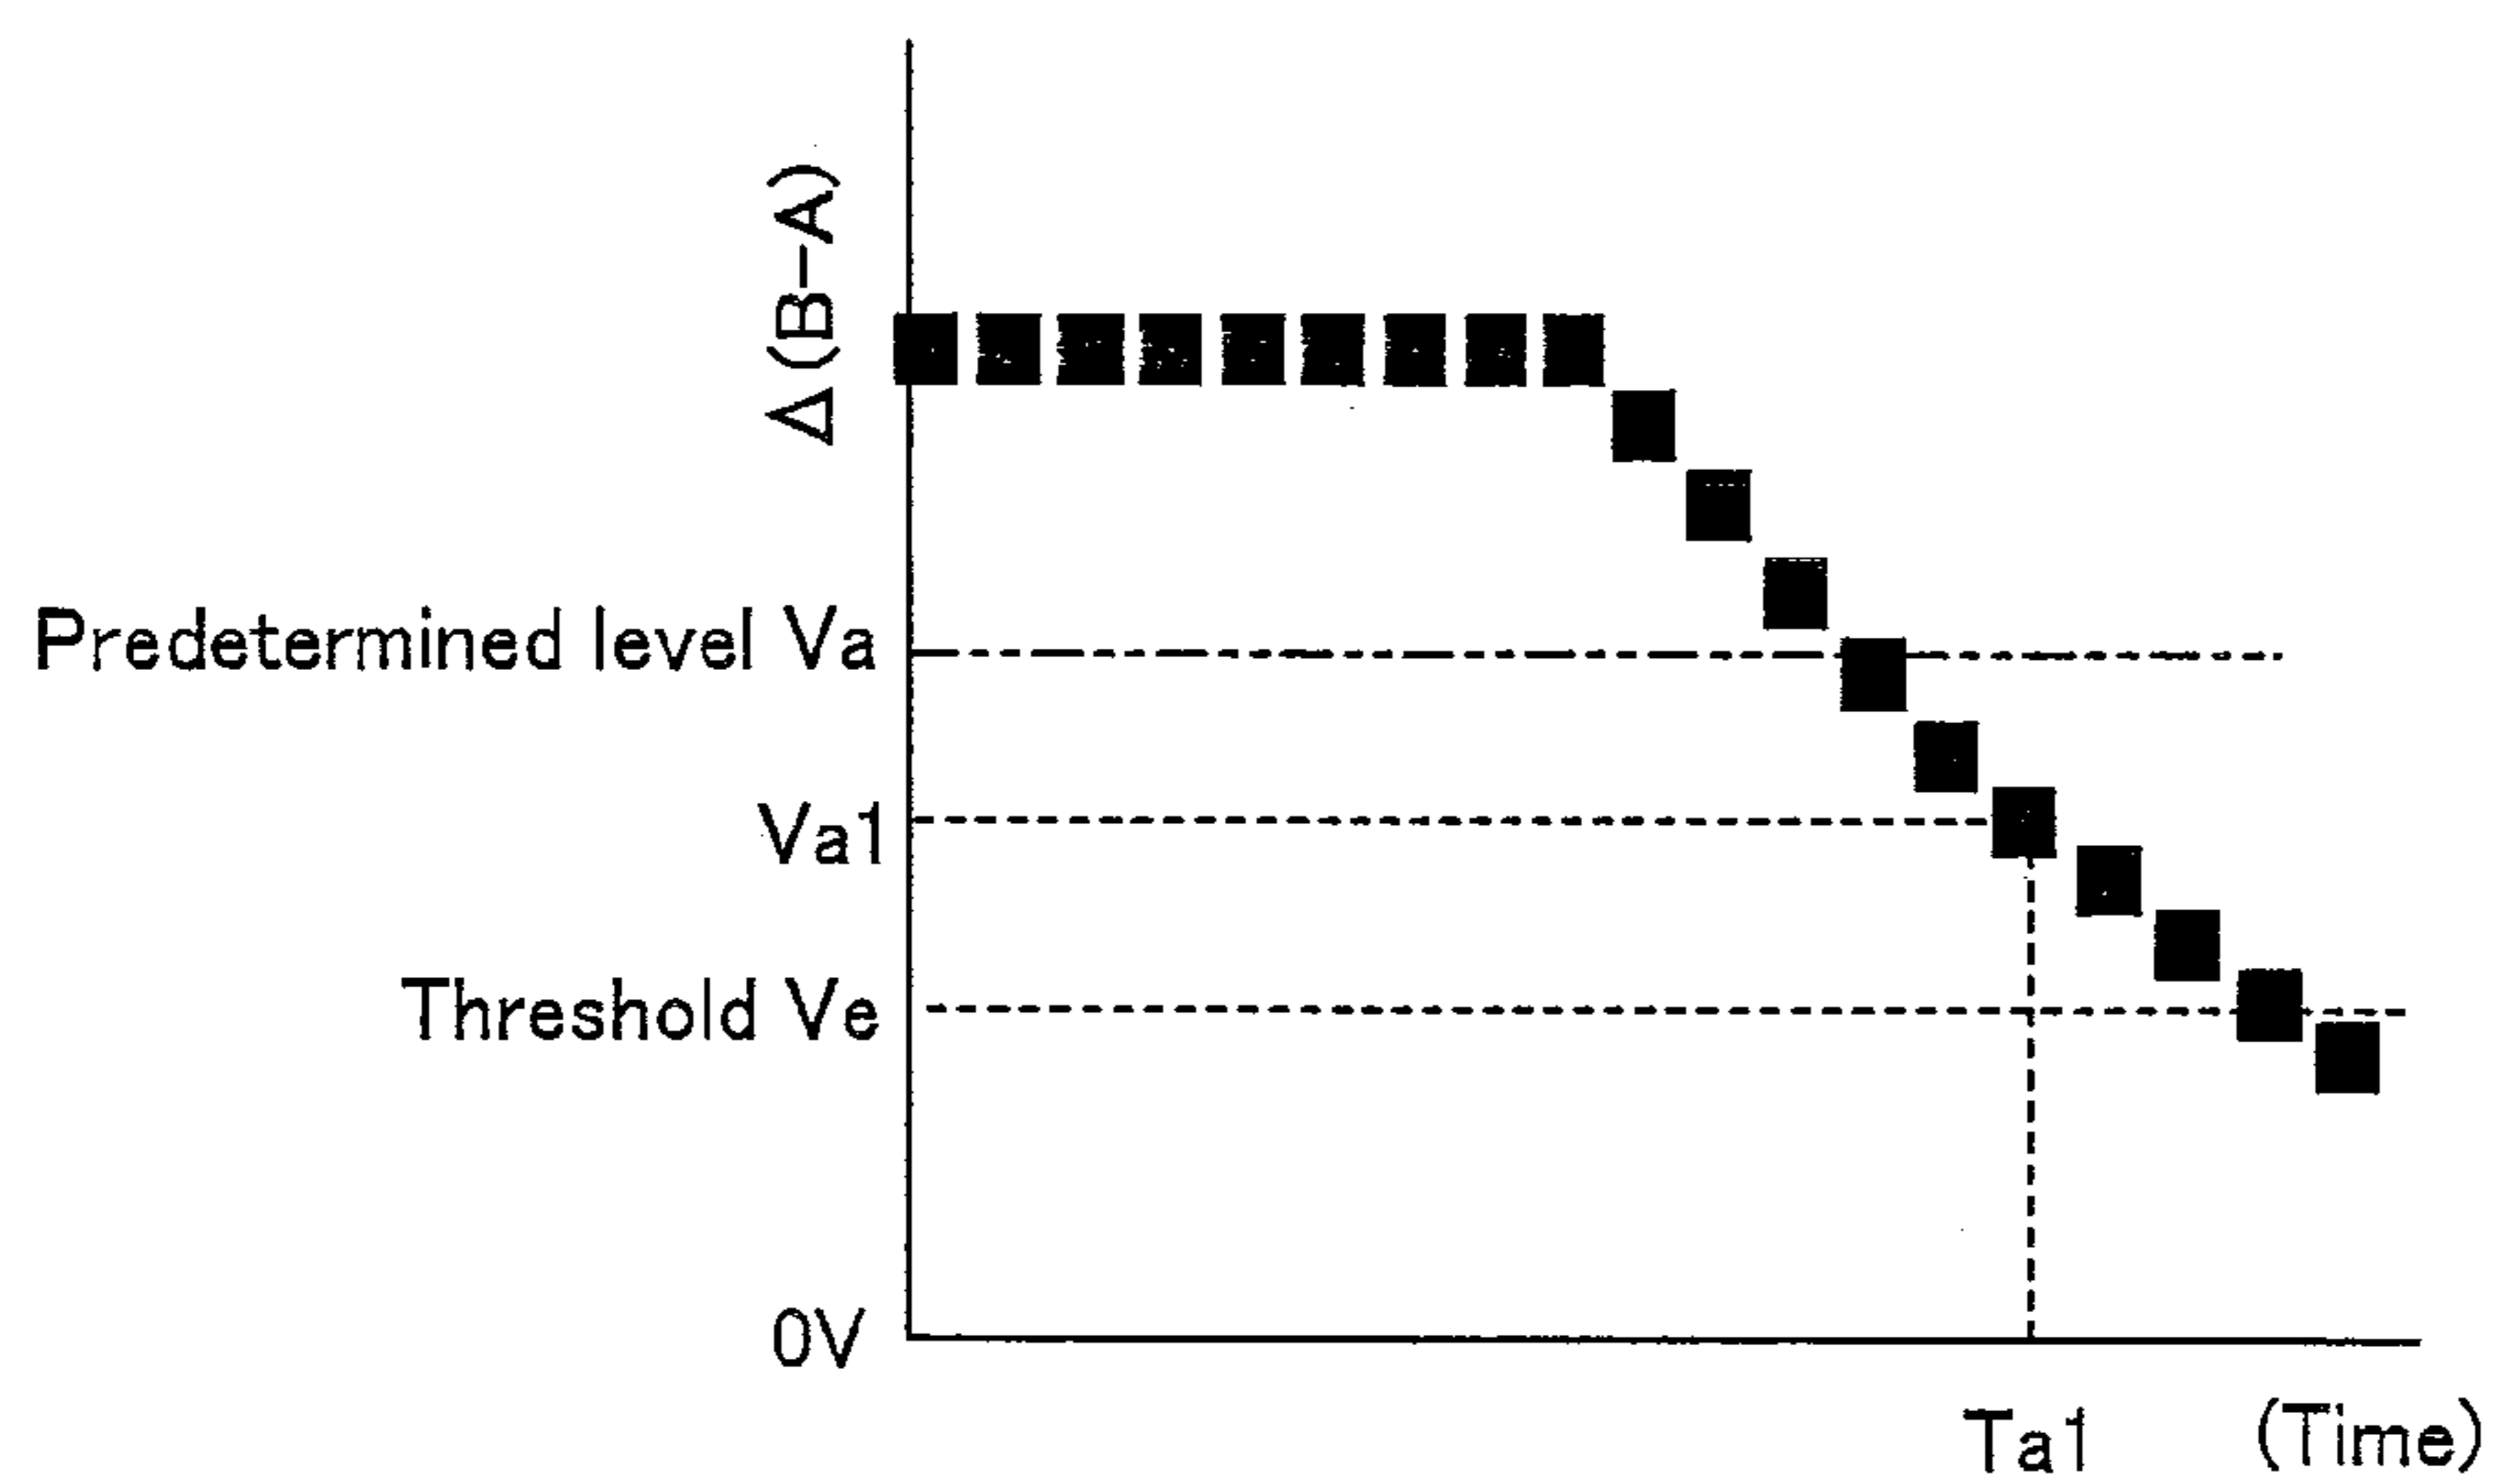 Δ(B-A)
Predetermined level Va
Va1
Threshold Ve
0V
Ta1
(Time)